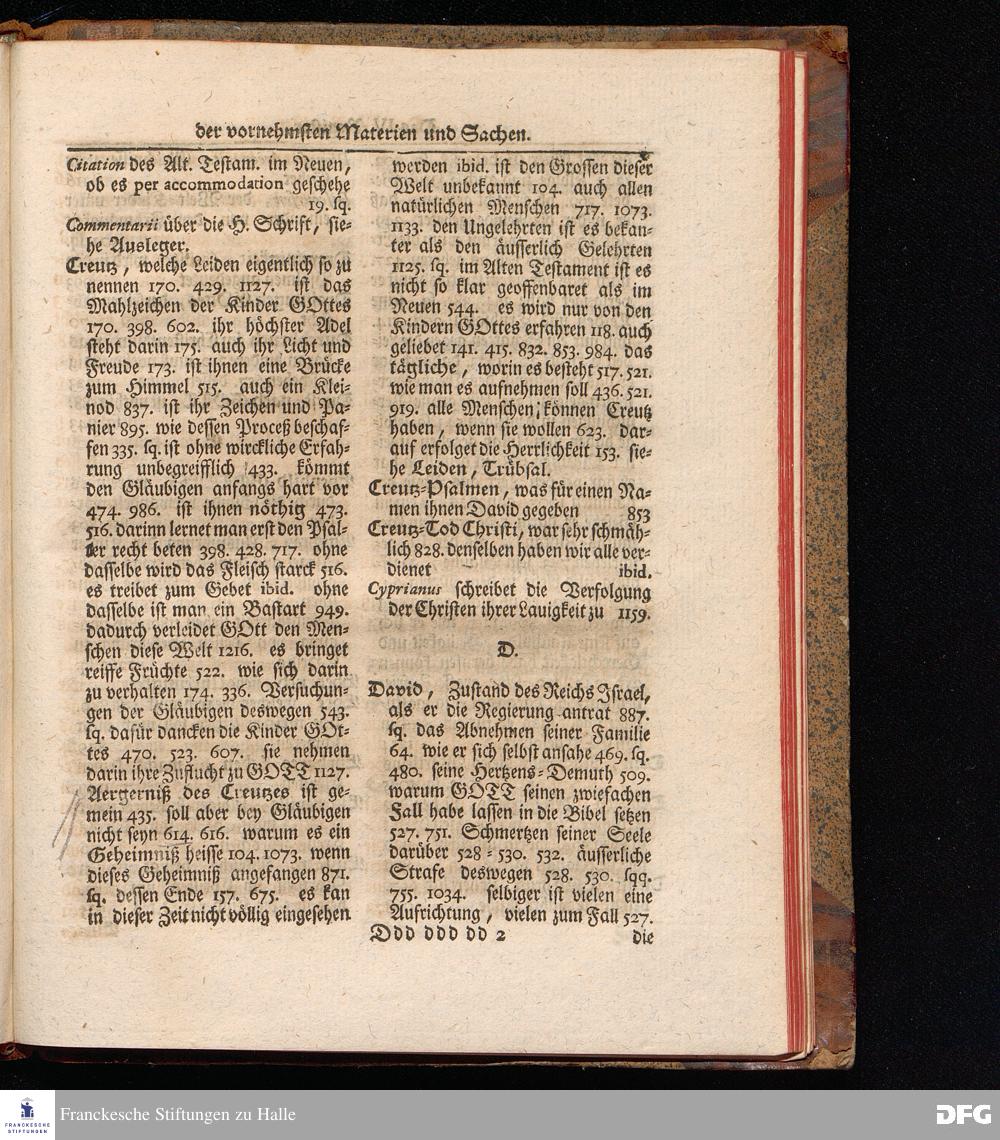 der vornehmsten Materien und Sachen.
Citation des Alt. Testam. im Neuen,
ob es per accommodation geschehe
19. sq.
Commentarii über die H. Schrift, sie-
he Ausleger.
Creutz, welche Leiden eigentlich so zu
nennen 170. 429. 1127. ist das
Mahlzeichen der Kinder GOttes
170. 398. 602. ihr höchster Adel
steht darin 175. auch ihr Licht und
Freude 173. ist ihnen eine Brücke
zum Himmel 515. auch ein Klei-
nod 837. ist ihr Zeichen und Pa-
nier 895. wie dessen Proceß beschaf-
fen 335. sq. ist ohne wirckliche Erfah-
rung unbegreifflich 433. kömmt
den Gläubigen anfangs hart vor
474. 986. ist ihnen nöthig 473.
516. darinn lernet man erst den Psal-
ter recht beten 398. 428. 717. ohne
dasselbe wird das Fleisch starck 516.
es treibet zum Gebet ibid. ohne
dasselbe ist man ein Bastart 949.
dadurch verleidet GOtt den Men-
schen diese Welt 1216. es bringet
reiffe Früchte 522. wie sich darin
zu verhalten 174. 336. Versuchun-
gen der Gläubigen deswegen 543.
sq. dafür dancken die Kinder GOt-
tes 470. 523. 607. sie nehmen
darin ihre Zuflucht zu GOTT 1127.
Aergerniß des Creutzes ist ge-
mein 435. soll aber bey Gläubigen
nicht seyn 614. 616. warum es ein
Geheimniß heisse 104. 1073. wenn
dieses Geheimniß angefangen 871.
sq. dessen Ende 157. 675. es kan
in dieser Zeit nicht völlig eingesehen
werden ibid. ist den Grossen dieser
Welt unbekannt 104. auch allen
natürlichen Menschen 717. 1073.
1133. den Ungelehrten ist es bekan-
ter als den äusserlich Gelehrten
1125. sq. im Alten Testament ist es
nicht so klar geoffenbaret als im
Neuen 544. es wird nur von den
Kindern GOttes erfahren 118. auch
geliebet 141. 415. 832. 853. 984. das
tägliche, worin es besteht 517. 521.
wie man es aufnehmen soll 436. 521.
919. alle Menschen können Creutz
haben, wenn sie wollen 623. dar-
auf erfolget die Herrlichkeit 153. sie-
he Leiden, Trübsal.
Creutz-Psalmen, was für einen Na-
men ihnen David gegeben 853
Creutz-Tod Christi, war sehr schmäh-
lich 828. denselben haben wir alle ver-
dienet ibid.
Cyprianus schreibet die Verfolgung
der Christen ihrer Lauigkeit zu 1159.
D.
David, Zustand des Reichs Israel,
als er die Regierung antrat 887.
sq. das Abnehmen seiner Familie
64. wie er sich selbst ansahe 469. sq.
480. seine Hertzens-Demuth 509.
warum GOTT seinen zwiefachen
Fall habe lassen in die Bibel setzen
527. 751. Schmertzen seiner Seele
darüber 528-530. 532. äusserliche
Strafe deswegen 528. 530. sqq.
755. 1034. selbiger ist vielen eine
Aufrichtung, vielen zum Fall 527.
Ddd ddd dd 2 die
FRANCKESCHE
STIFTUNGEN
Franckesche Stiftungen zu Halle
DFG